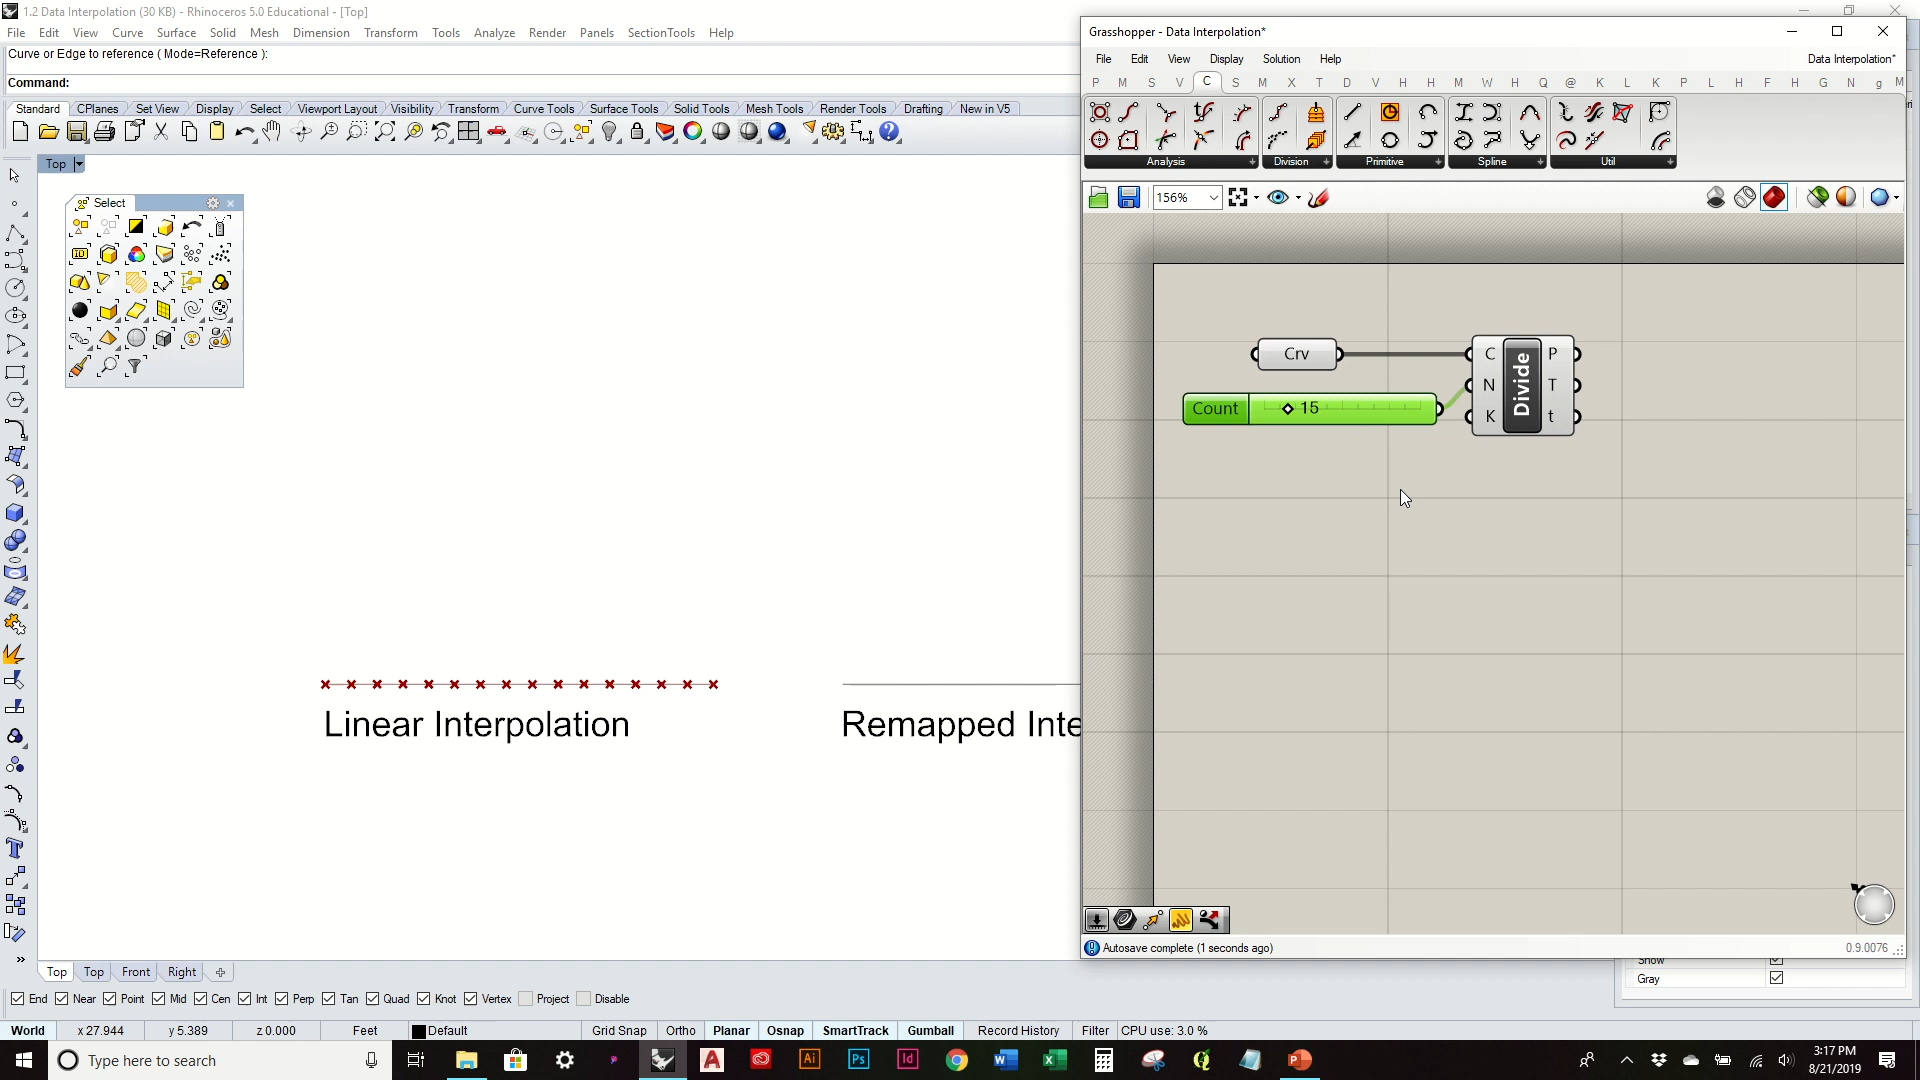 1.2 Data Interpolation (30 KB) - Rhinoceros 5.0 Educational - [Top]
File Edit View Curve Surface Solid Mesh Dimension Transform Tools Analyze Render Panels SectionTools Help
Curve or Edge to reference ( Mode=Reference ):
Command:
Standard CPlanes Set View Display Select Viewport Layout Visibility Transform Curve Tools Surface Tools Solid Tools Mesh Tools Render Tools Drafting New in V5
Top
Select
Linear Interpolation
Remapped Inte
Grasshopper - Data Interpolation*
File Edit View Display Solution Help
Data Interpolation*
P M S V C S M X T D V H H M W H Q @ K L K P L H F H G N g M
Analysis Division Primitive Spline Util
156%
Crv
Count 15
C N K
Divide
P T t
Autosave complete (1 seconds ago)
0.9.0076
Show
Gray
Top Top Front Right
End Near Point Mid Cen Int Perp Tan Quad Knot Vertex Project Disable
World x 27.944 y 5.389 z 0.000 Feet Default Grid Snap Ortho Planar Osnap SmartTrack Gumball Record History Filter CPU use: 3.0 %
Type here to search
3:17 PM
8/21/2019